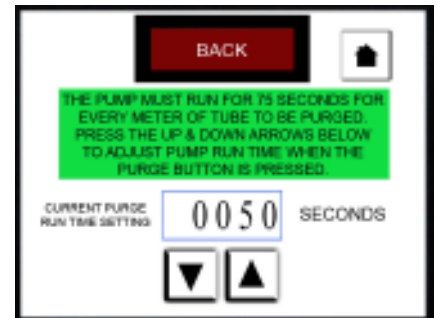 BACK
THE PUMP MUST RUN FOR 75 SECONDS FOR
EVERY METER OF TUBE TO BE PURGED.
PRESS THE UP & DOWN ARROWS BELOW
TO ADJUST PUMP RUN TIME WHEN THE
PURGE BUTTON IS PRESSED.
CURRENT PURGE
RUN TIME SETTING
0050 SECONDS